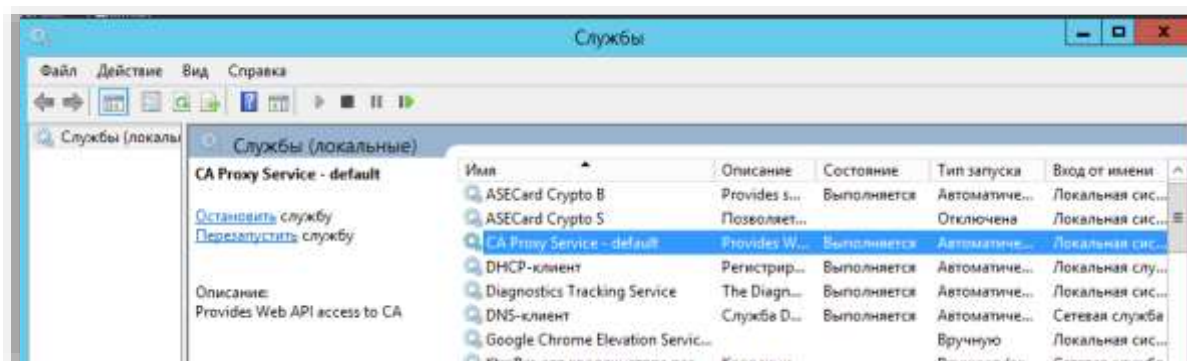 Службы
Файл Действие Вид Справка
Службы (локалы
Службы (локальные)
CA Proxy Service - default
Остановить службу
Перезапустить службу
Описание:
Provides Web API access to CA
Имя Описание Состояние Тип запуска Вход от имени
ASECard Crypto B Provides s... Выполняется Автоматиче... Локальная сис...
ASECard Crypto S Позволяет... Отключена Локальная сис...
CA Proxy Service - default Provides W... Выполняется Автоматиче... Локальная сис...
DHCP-клиент Регистрир... Выполняется Автоматиче... Локальная слу...
Diagnostics Tracking Service The Diagn... Выполняется Автоматиче... Локальная сис...
DNS-клиент Служба D... Выполняется Автоматиче... Сетевая служба
Google Chrome Elevation Servic... Вручную Локальная сис...